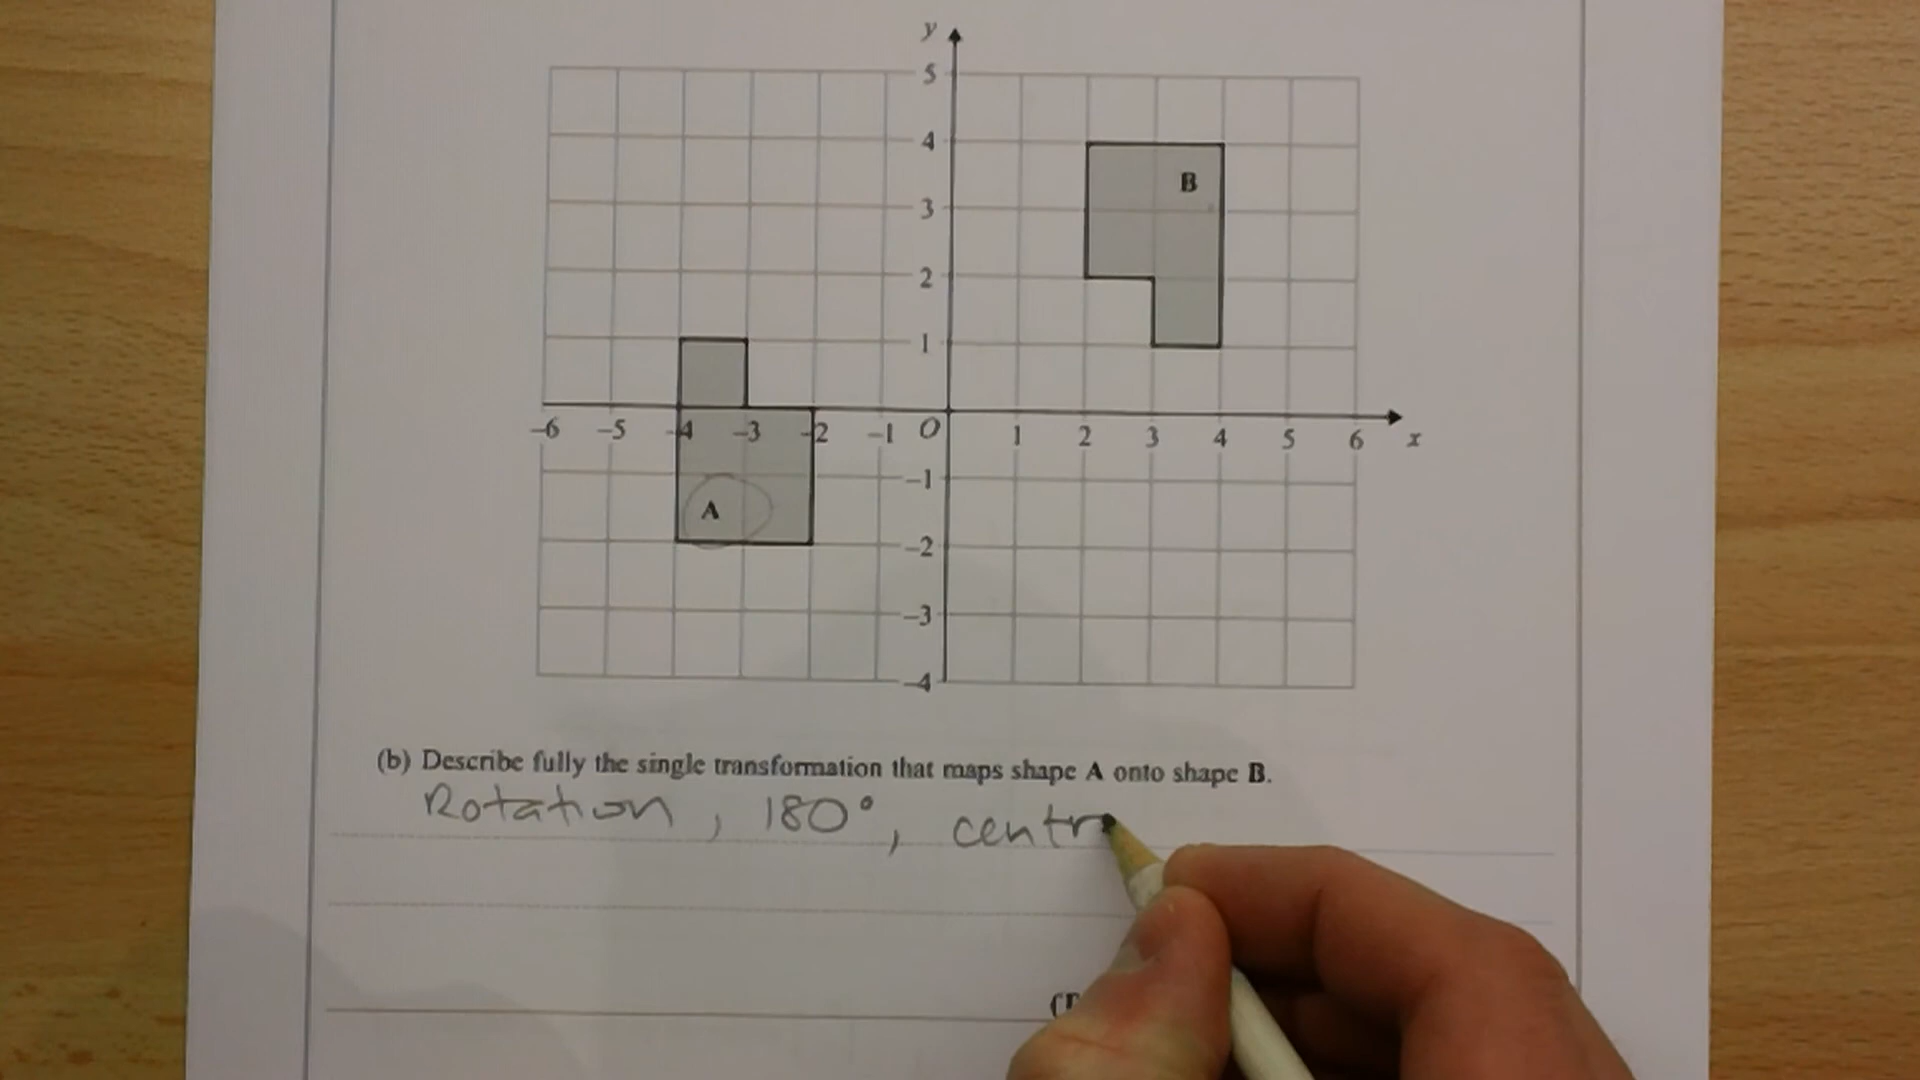 y
5
4
B
3
2
1
-6 -5 -4 -3 -2 -1 O 1 2 3 4 5 6 x
-1
A
-2
-3
-4
(b) Describe fully the single transformation that maps shape A onto shape B.
Rotation, 180°, centr